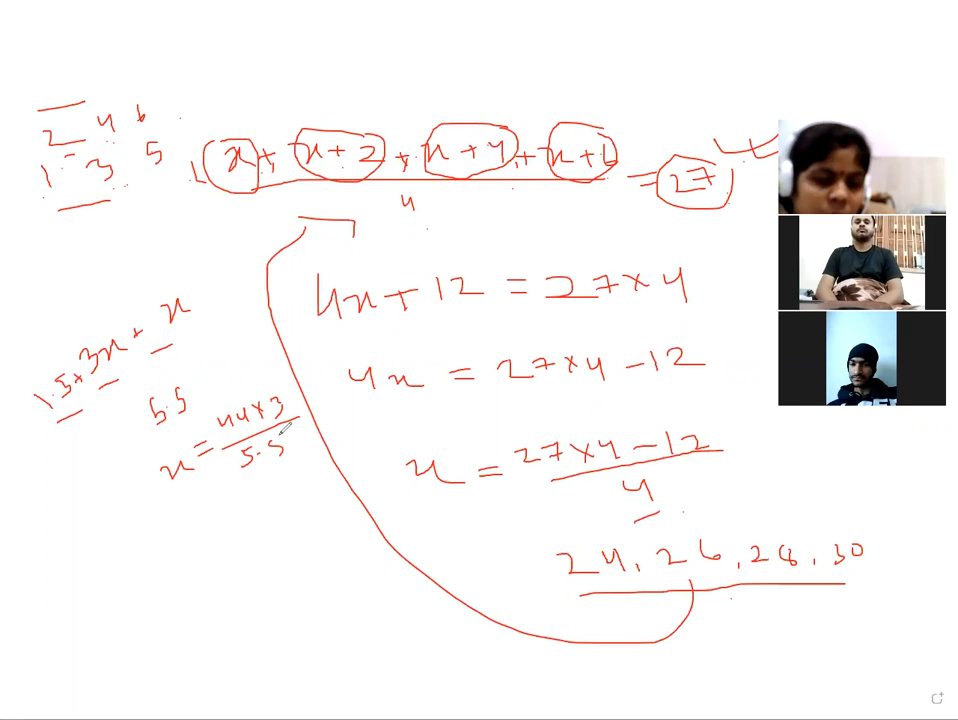 2 4 6
1 3 5
x + x+2 + x+4 + x+6 = 27
4
4x + 12 = 27 × 4
4x = 27 × 4 - 12
x = 27 × 4 - 12
4
24, 26, 28, 30
1.5 + 3x + x
5.5
x = 44 × 3
5.5